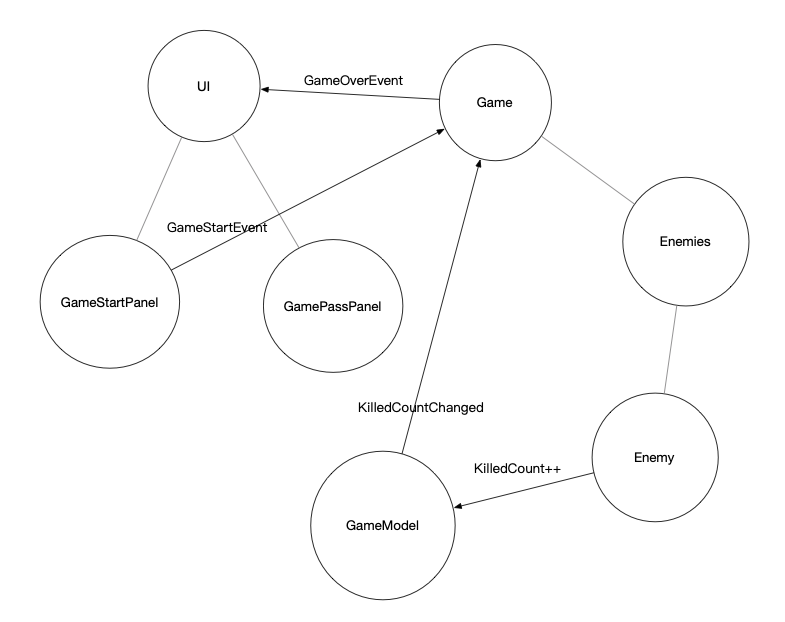 UI
GameOverEvent
Game
GameStartEvent
Enemies
GameStartPanel
GamePassPanel
KilledCountChanged
Enemy
KilledCount++
GameModel